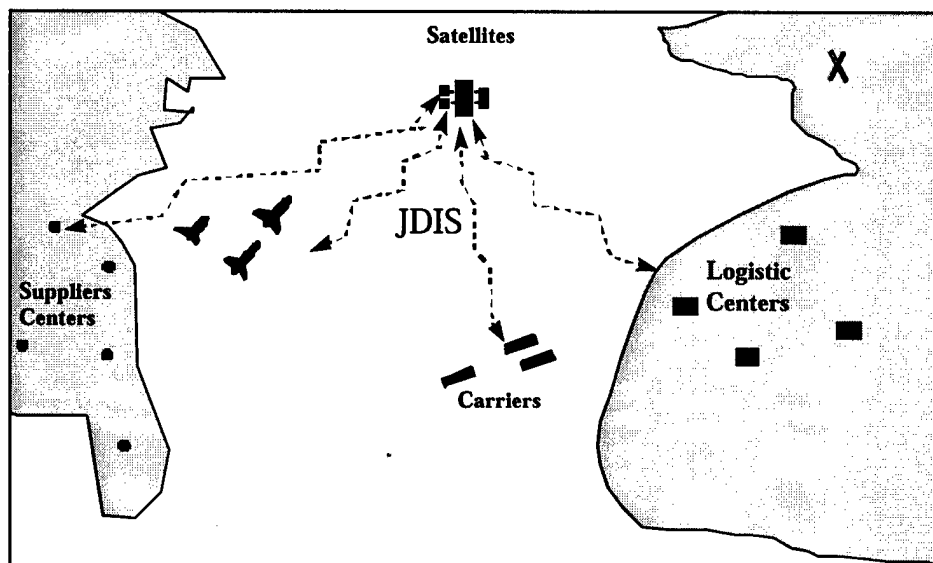 Satellites
X
JDIS
Suppliers
Centers
Logistic
Centers
Carriers